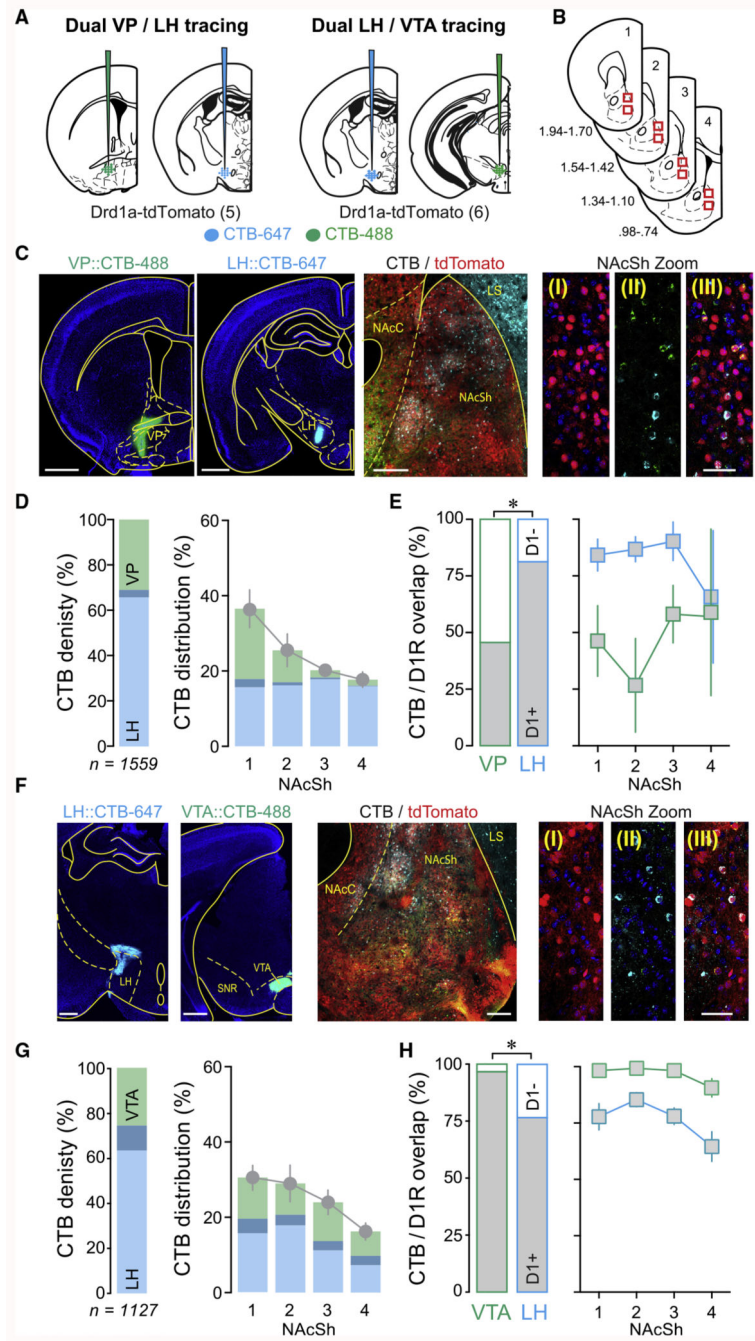 A
Dual VP / LH tracing
Dual LH / VTA tracing
Drd1a-tdTomato (5)
Drd1a-tdTomato (6)
CTB-647
CTB-488
B
1
2
3
4
1.94-1.70
1.54-1.42
1.34-1.10
.98-.74
C
VP::CTB-488
LH::CTB-647
CTB / tdTomato
NAcSh Zoom
VP
LH
NAcC
LS
NAcSh
(I)
(II)
(III)
D
CTB denisty (%)
100
80
60
40
20
0
VP
LH
n = 1559
CTB distribution (%)
60
40
20
0
1 2 3 4
NAcSh
E
CTB / D1R overlap (%)
100
75
50
25
0
*
D1-
D1+
VP
LH
1 2 3 4
NAcSh
F
LH::CTB-647
VTA::CTB-488
CTB / tdTomato
NAcSh Zoom
LH
SNR
VTA
NAcC
NAcSh
LS
(I)
(II)
(III)
G
CTB denisty (%)
100
80
60
40
20
0
VTA
LH
n = 1127
CTB distribution (%)
60
40
20
0
1 2 3 4
NAcSh
H
CTB / D1R overlap (%)
100
75
50
25
0
*
D1-
D1+
VTA
LH
1 2 3 4
NAcSh